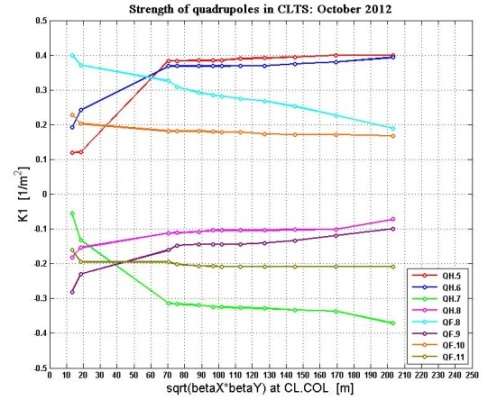 Strength of quadrupoles in CLTS: October 2012
0.5
0.4
0.3
0.2
0.1
0
-0.1
-0.2
-0.3
-0.4
-0.5
K1 [1/m²]
QH.5
QH.6
QH.7
QH.8
QF.8
QF.9
QF.10
QF.11
0 10 20 30 40 50 60 70 80 90 100 110 120 130 140 150 160 170 180 190 200 210 220 230 240 250
sqrt(betaX*betaY) at CL.COL [m]